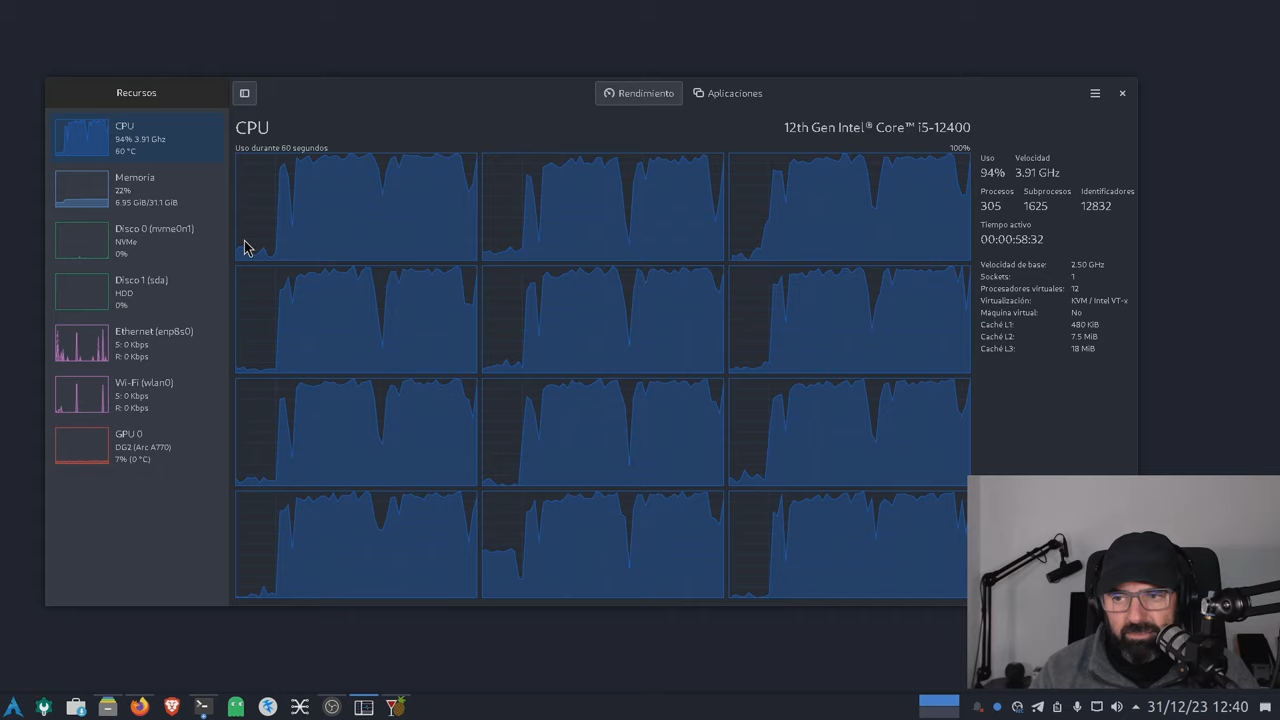 Recursos
Rendimiento
Aplicaciones
CPU
94% 3.91 Ghz
60 °C
Memoria
22%
6.95 GiB/31.1 GiB
Disco 0 (nvme0n1)
NVMe
0%
Disco 1 (sda)
HDD
0%
Ethernet (enp8s0)
S: 0 Kbps
R: 0 Kbps
Wi-Fi (wlan0)
S: 0 Kbps
R: 0 Kbps
GPU 0
DG2 (Arc A770)
7% (0 °C)
CPU
12th Gen Intel® Core™ i5-12400
Uso durante 60 segundos
100%
Uso Velocidad
94% 3.91 GHz
Procesos Subprocesos Identificadores
305 1625 12832
Tiempo activo
00:00:58:32
Velocidad de base: 2.50 GHz
Sockets: 1
Procesadores virtuales: 12
Virtualización: KVM / Intel VT-x
Máquina virtual: No
Caché L1: 480 KiB
Caché L2: 7.5 MiB
Caché L3: 18 MiB
31/12/23 12:40